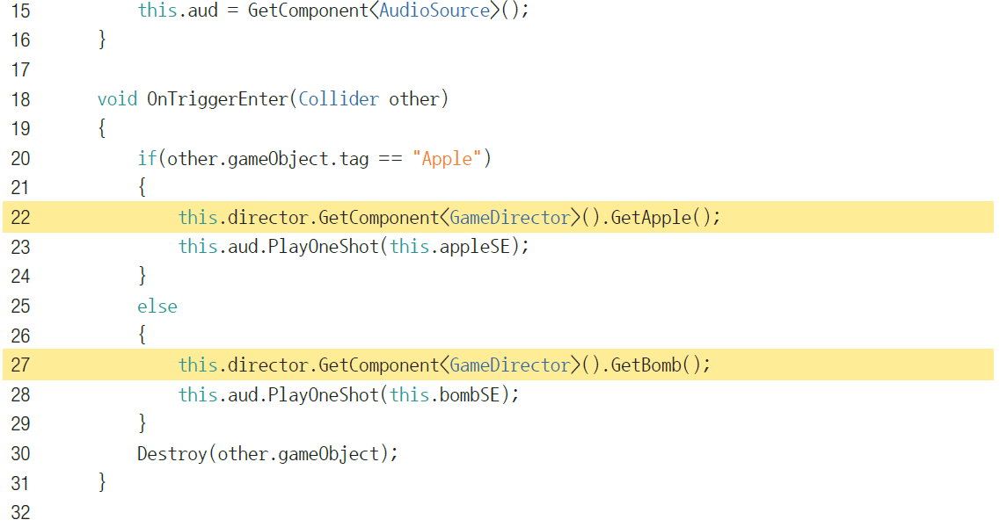 15 this.aud = GetComponent<AudioSource>();
16 }
17
18 void OnTriggerEnter(Collider other)
19 {
20 if(other.gameObject.tag == "Apple")
21 {
22 this.director.GetComponent<GameDirector>().GetApple();
23 this.aud.PlayOneShot(this.appleSE);
24 }
25 else
26 {
27 this.director.GetComponent<GameDirector>().GetBomb();
28 this.aud.PlayOneShot(this.bombSE);
29 }
30 Destroy(other.gameObject);
31 }
32